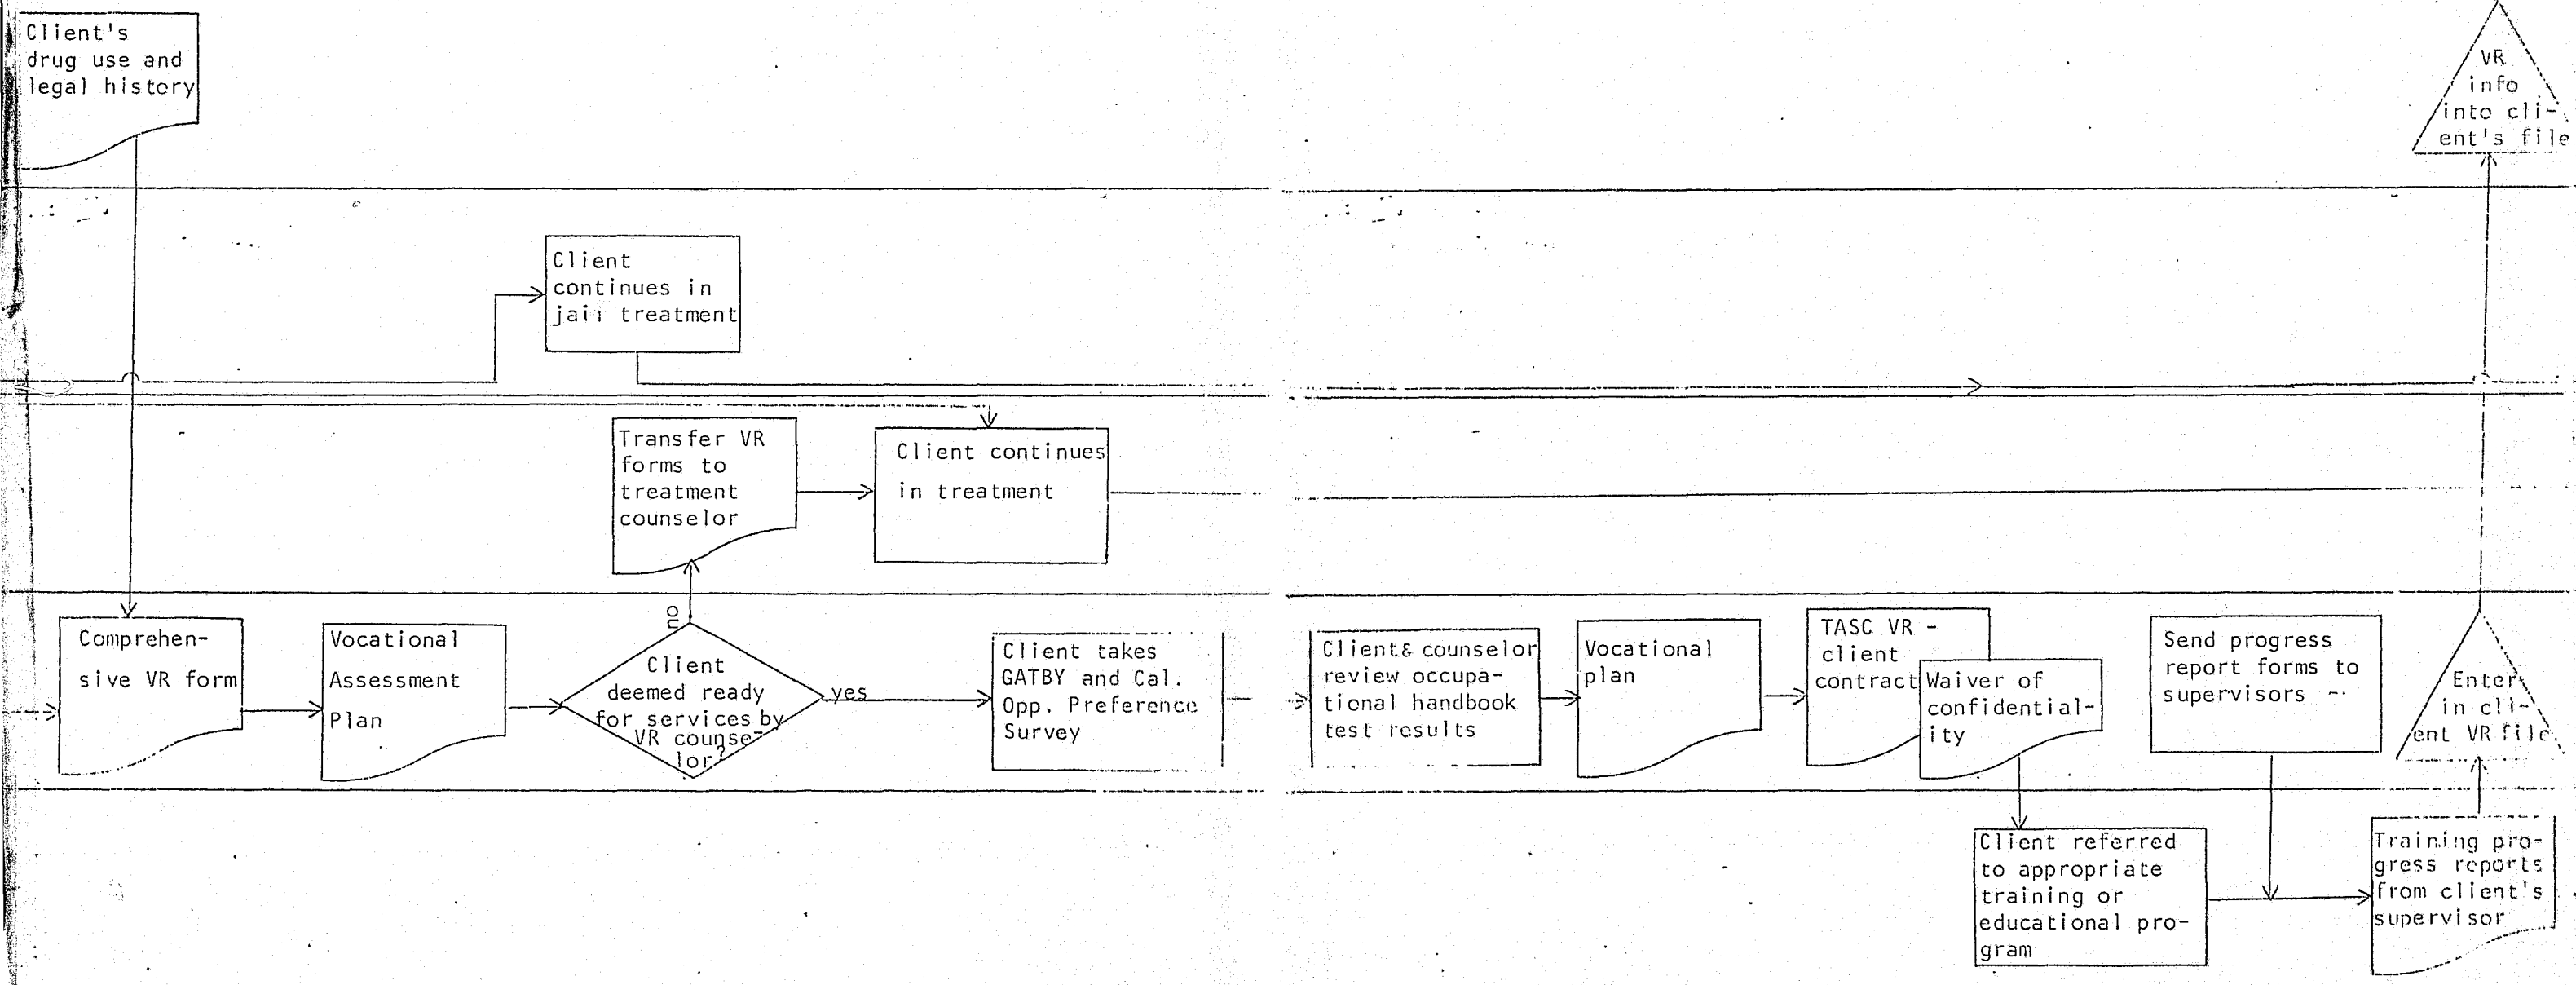 Client's
drug use and
legal history
VR
info
into cli-
ent's file
Client
continues in
jail treatment
Transfer VR
forms to
treatment
counselor
Client continues
in treatment
Comprehen-
sive VR form
Vocational
Assessment
Plan
no
Client
deemed ready
for services by
VR counse-
lor?
yes
Client takes
GATBY and Cal.
Opp. Preference
Survey
Client& counselor
review occupa-
tional handbook
test results
Vocational
plan
TASC VR -
client
contract
Waiver of
confidential-
ity
Send progress
report forms to
supervisors
Enter
in cli-
ent VR file
Client referred
to appropriate
training or
educational pro-
gram
Training pro-
gress reports
from client's
supervisor